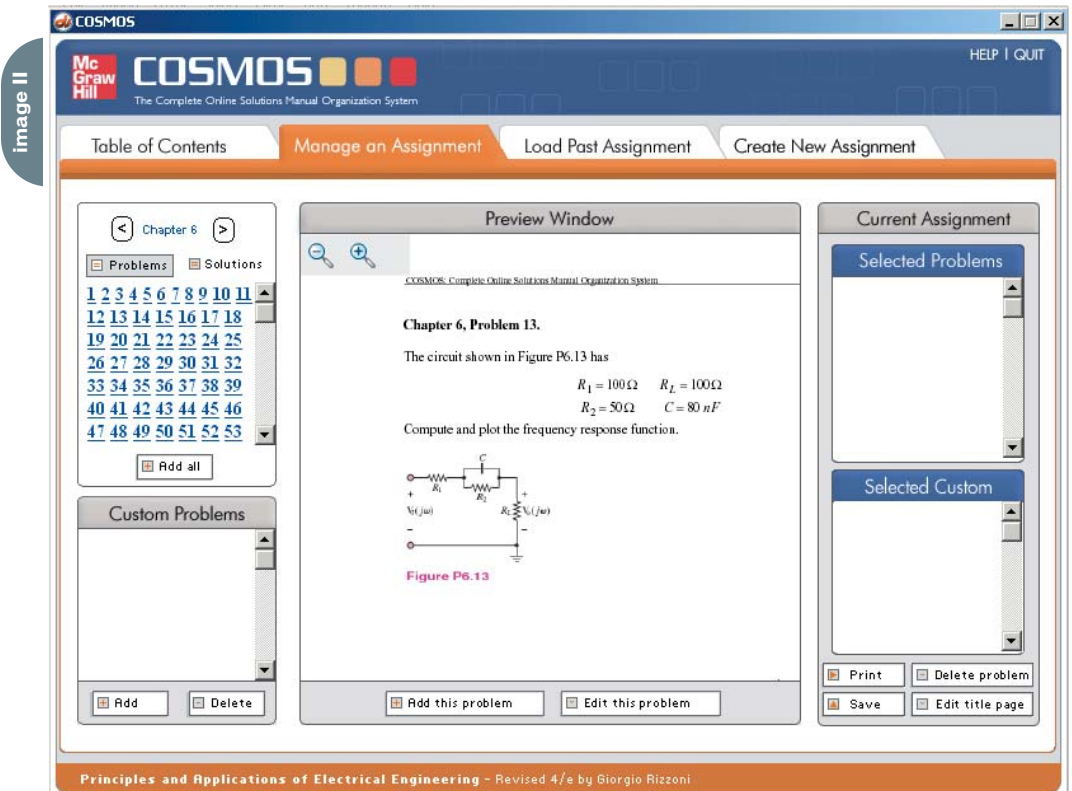 COSMOS
image II
Mc
Graw
Hill
COSMOS
The Complete Online Solutions Manual Organization System
HELP | QUIT
Table of Contents
Manage an Assignment
Load Past Assignment
Create New Assignment
< Chapter 6 >
Problems Solutions
1 2 3 4 5 6 7 8 9 10 11
12 13 14 15 16 17 18
19 20 21 22 23 24 25
26 27 28 29 30 31 32
33 34 35 36 37 38 39
40 41 42 43 44 45 46
47 48 49 50 51 52 53
Add all
Custom Problems
Add Delete
Preview Window
COSMOS: Complete Online Solutions Manual Organization System
Chapter 6, Problem 13.
The circuit shown in Figure P6.13 has
R₁ = 100 Ω R_L = 100 Ω
R₂ = 50 Ω C = 80 nF
Compute and plot the frequency response function.
C
R₁
R₂
+ +
Vᵢ(jω) R_L Vₒ(jω)
− −
Figure P6.13
Add this problem Edit this problem
Current Assignment
Selected Problems
Selected Custom
Print Delete problem
Save Edit title page
Principles and Applications of Electrical Engineering - Revised 4/e by Giorgio Rizzoni